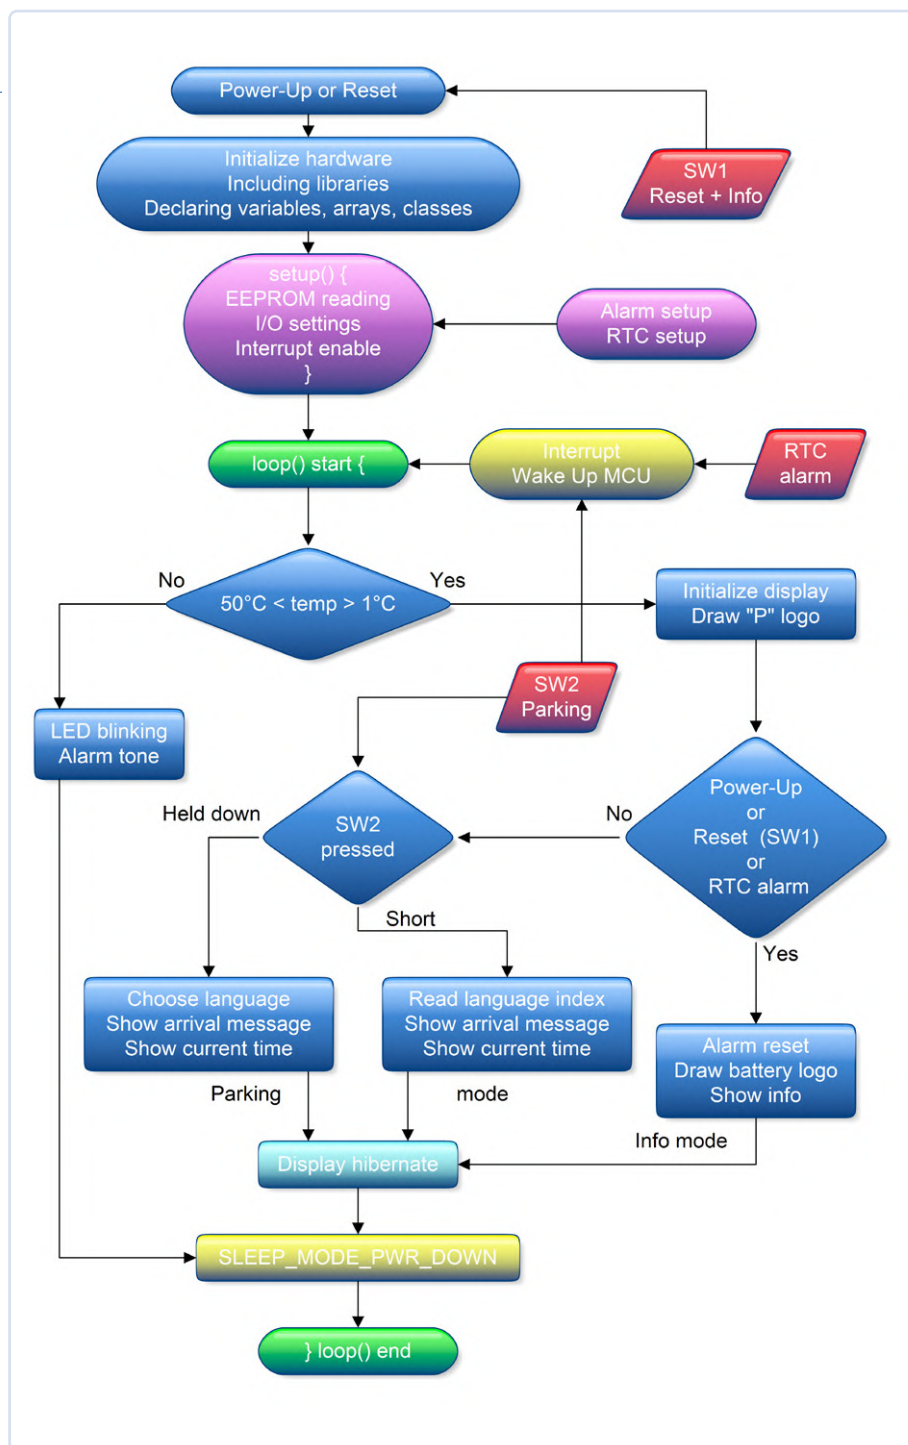 Power-Up or Reset
SW1
Reset + Info
Initialize hardware
Including libraries
Declaring variables, arrays, classes
setup() {
EEPROM reading
I/O settings
Interrupt enable
}
Alarm setup
RTC setup
loop() start {
Interrupt
Wake Up MCU
RTC
alarm
No
Yes
50°C < temp > 1°C
Initialize display
Draw "P" logo
SW2
Parking
LED blinking
Alarm tone
Held down
SW2
pressed
No
Power-Up
or
Reset (SW1)
or
RTC alarm
Short
Yes
Choose language
Show arrival message
Show current time
Read language index
Show arrival message
Show current time
Alarm reset
Draw battery logo
Show info
Parking
mode
Info mode
Display hibernate
SLEEP_MODE_PWR_DOWN
} loop() end